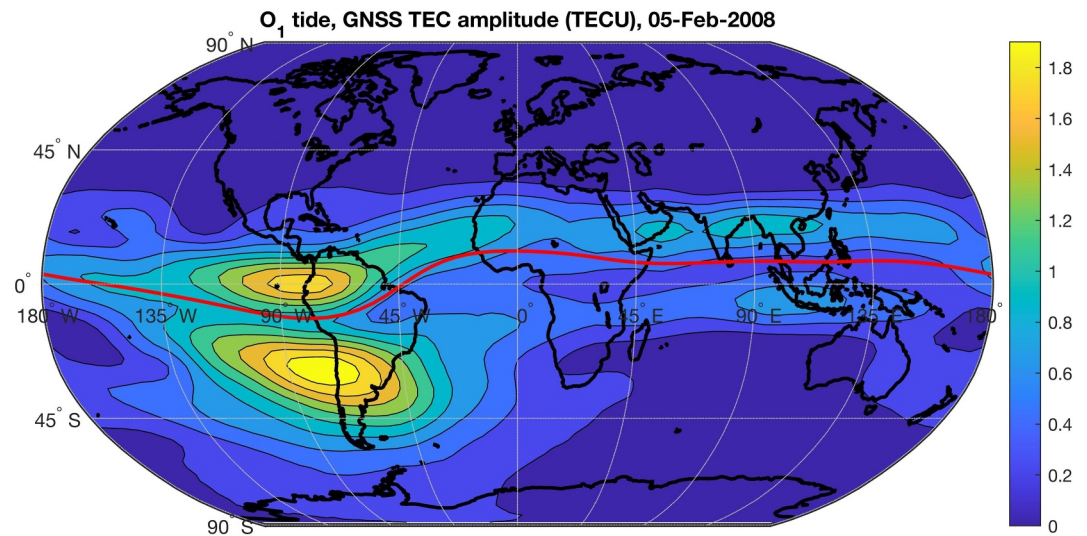 O₁ tide, GNSS TEC amplitude (TECU), 05-Feb-2008
90° N
45° N
0°
180° W 135° W 90° W 45° W 0° 45° E 90° E 135° E 180°
45° S
90° S
1.8
1.6
1.4
1.2
1
0.8
0.6
0.4
0.2
0